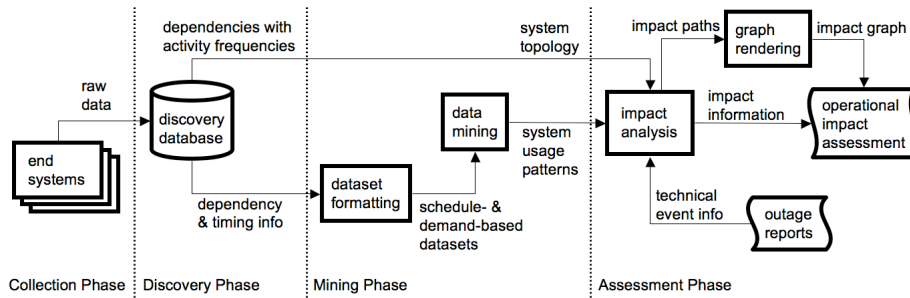 end
systems
raw
data
Collection Phase
dependencies with
activity frequencies
discovery
database
dependency
& timing info
Discovery Phase
dataset
formatting
schedule- &
demand-based
datasets
data
mining
system
topology
system
usage
patterns
Mining Phase
impact paths
graph
rendering
impact graph
impact
analysis
impact
information
operational
impact
assessment
technical
event info
outage
reports
Assessment Phase